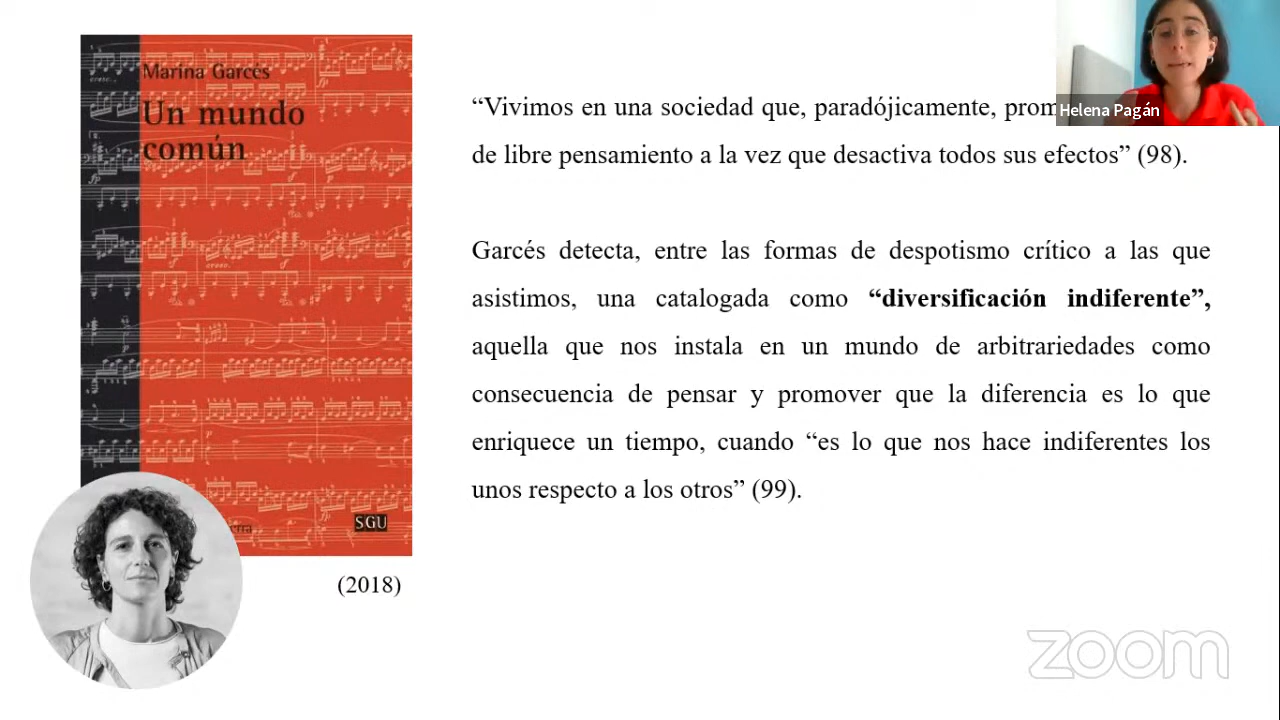 Marina Garcés
Un mundo
común
SGU
(2018)
“Vivimos en una sociedad que, paradójicamente,
de libre pensamiento a la vez que desactiva todos sus efectos” (98).
Garcés detecta, entre las formas de despotismo crítico a las que
asistimos, una catalogada como “diversificación indiferente”,
aquella que nos instala en un mundo de arbitrariedades como
consecuencia de pensar y promover que la diferencia es lo que
enriquece un tiempo, cuando “es lo que nos hace indiferentes los
unos respecto a los otros” (99).
Helena Pagán
zoom